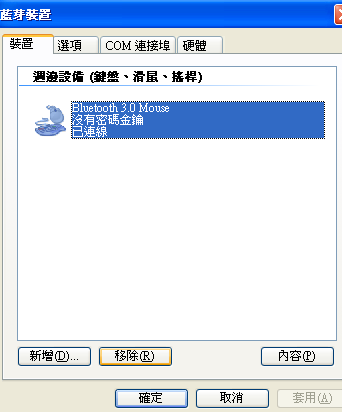 藍芽裝置
裝置 選項 COM 連接埠 硬體
週邊設備 (鍵盤、滑鼠、搖桿)
Bluetooth 3.0 Mouse
沒有密碼金鑰
已連線
新增(D)... 移除(R) 內容(P)
確定 取消 套用(A)